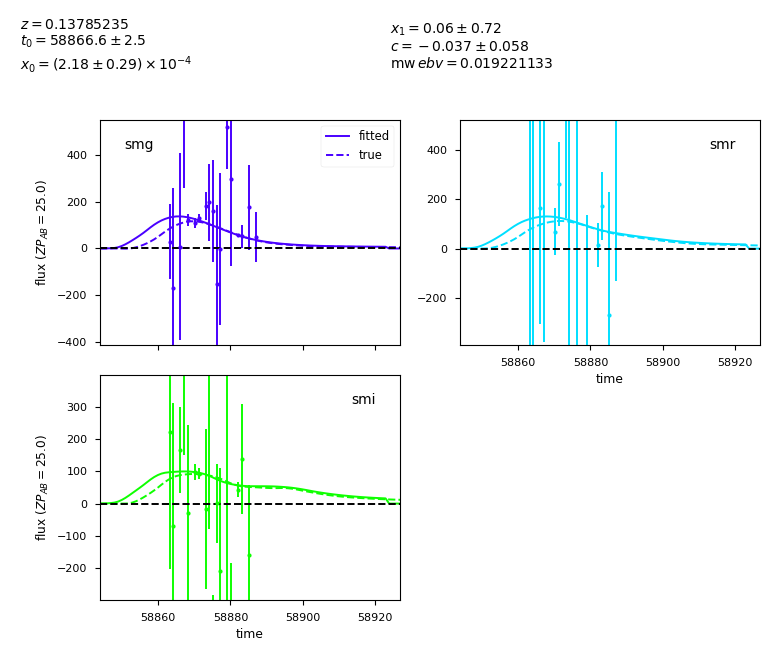 z = 0.13785235
t₀ = 58866.6 ± 2.5
x₀ = (2.18 ± 0.29) × 10⁻⁴
x₁ = 0.06 ± 0.72
c = −0.037 ± 0.058
mw ebv = 0.019221133
smg
fitted
true
400
200
0
−200
−400
flux (ZP_AB = 25.0)
smr
400
200
0
−200
58860 58880 58900 58920
time
smi
300
200
100
0
−100
−200
flux (ZP_AB = 25.0)
58860 58880 58900 58920
time